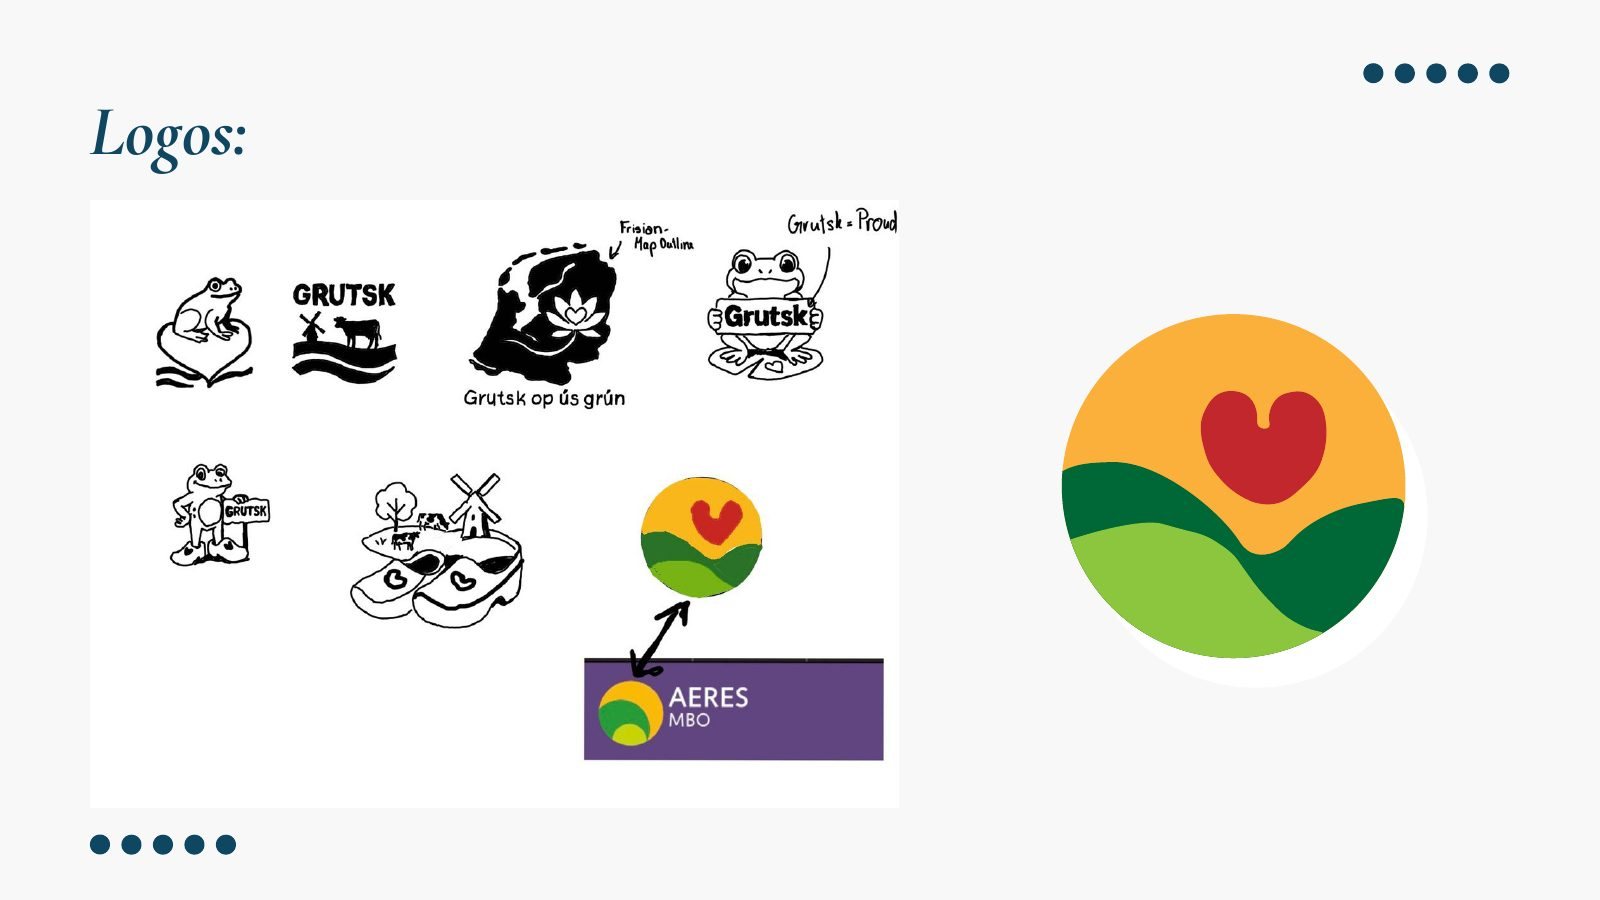 Logos:
Frisian-
Map Outline
Grutsk = Proud
GRUTSK
Grutsk
Grutsk op ús grún
GRUTSK
AERES
MBO